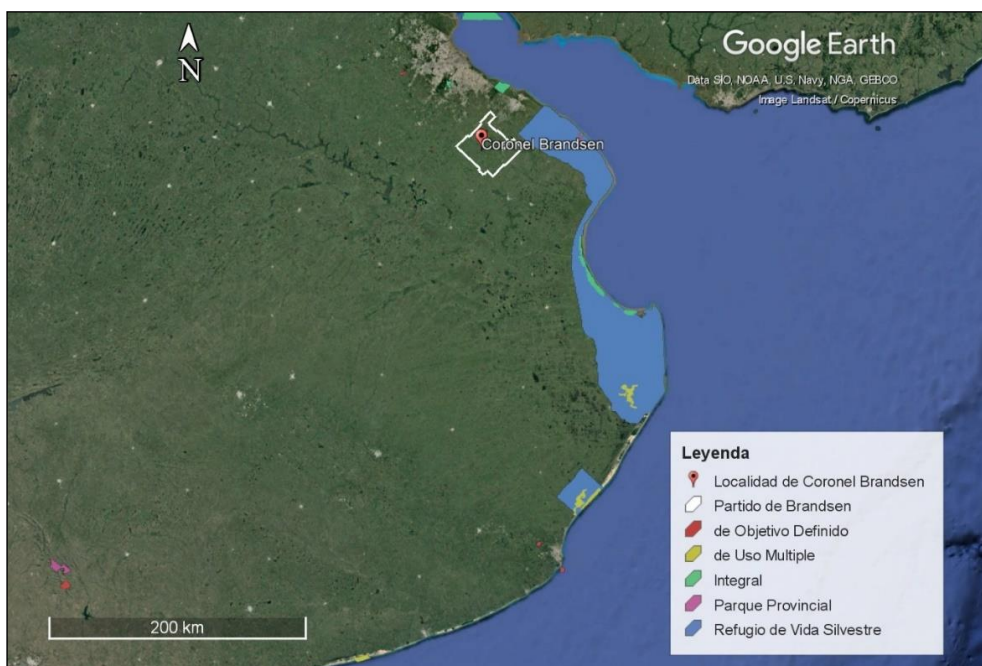 N
Google Earth
Data SIO, NOAA, U.S. Navy, NGA, GEBCO
Image Landsat / Copernicus
Coronel Brandsen
Leyenda
Localidad de Coronel Brandsen
Partido de Brandsen
de Objetivo Definido
de Uso Multiple
Integral
Parque Provincial
Refugio de Vida Silvestre
200 km